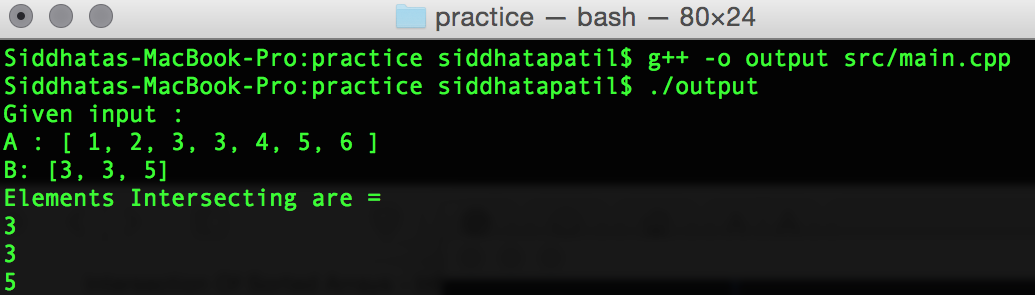 practice — bash — 80×24
Siddhatas-MacBook-Pro:practice siddhatapatil$ g++ -o output src/main.cpp
Siddhatas-MacBook-Pro:practice siddhatapatil$ ./output
Given input :
A : [ 1, 2, 3, 3, 4, 5, 6 ]
B: [3, 3, 5]
Elements Intersecting are =
3
3
5